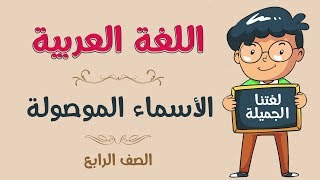 اللغة العربية
الأسماء الموصولة
الصف الرابع
لغتنا
الجميلة